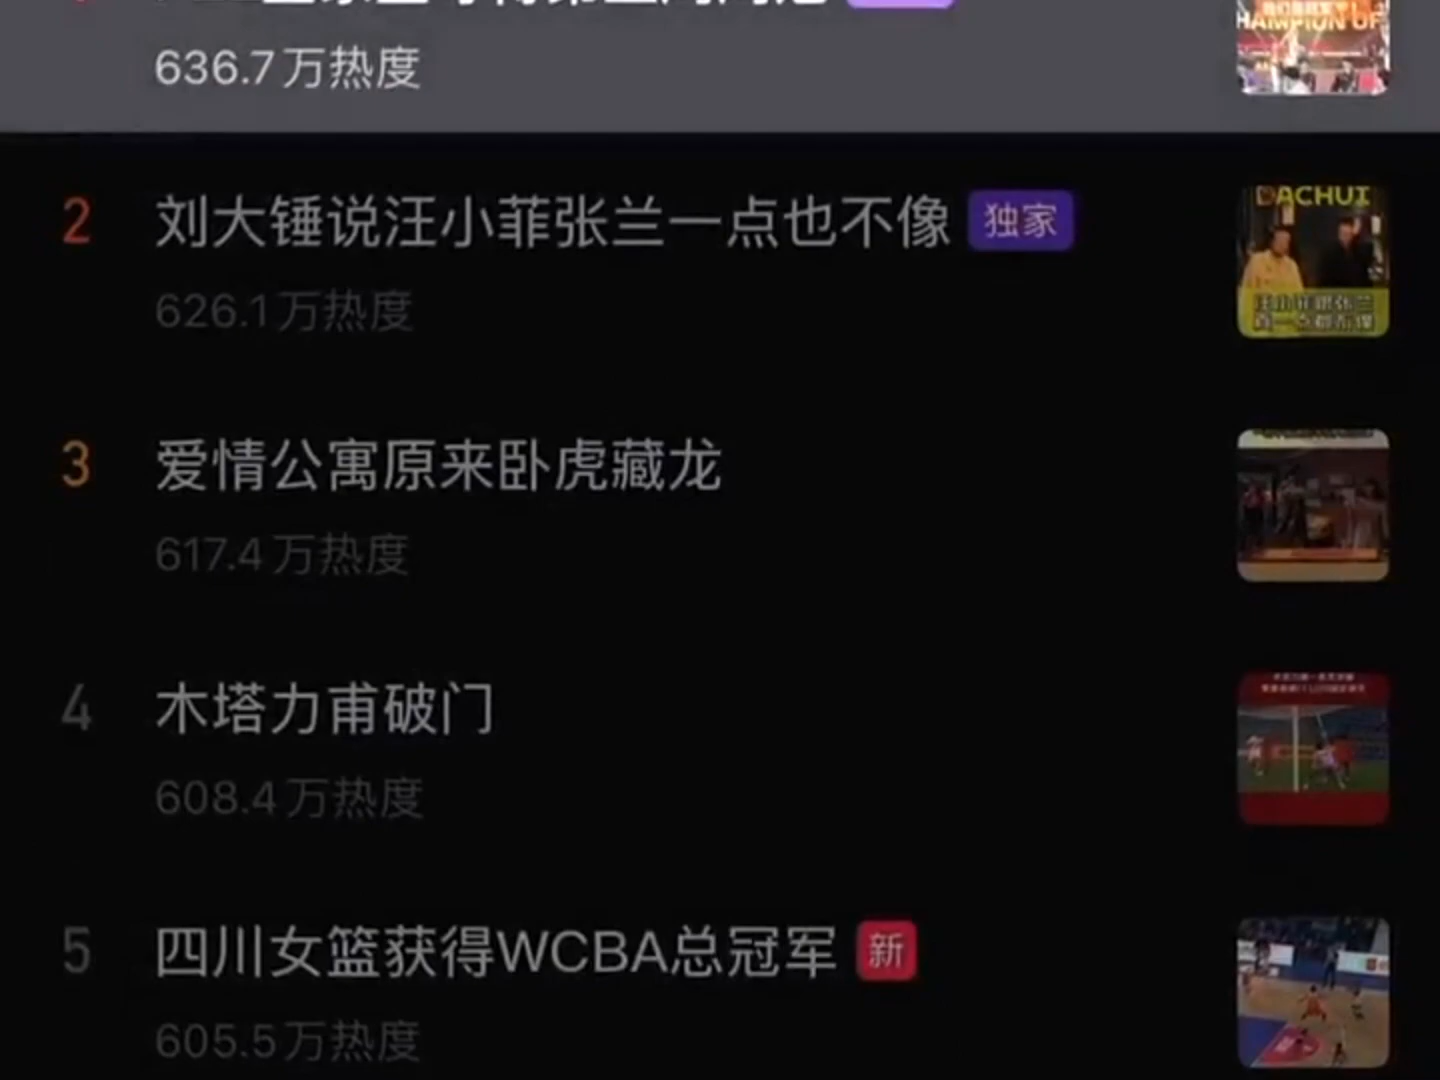 636.7万热度
HAMPION OF
2 刘大锤说汪小菲张兰一点也不像 独家
626.1万热度
DACHUI
3 爱情公寓原来卧虎藏龙
617.4万热度
4 木塔力甫破门
608.4万热度
5 四川女篮获得WCBA总冠军 新
605.5万热度